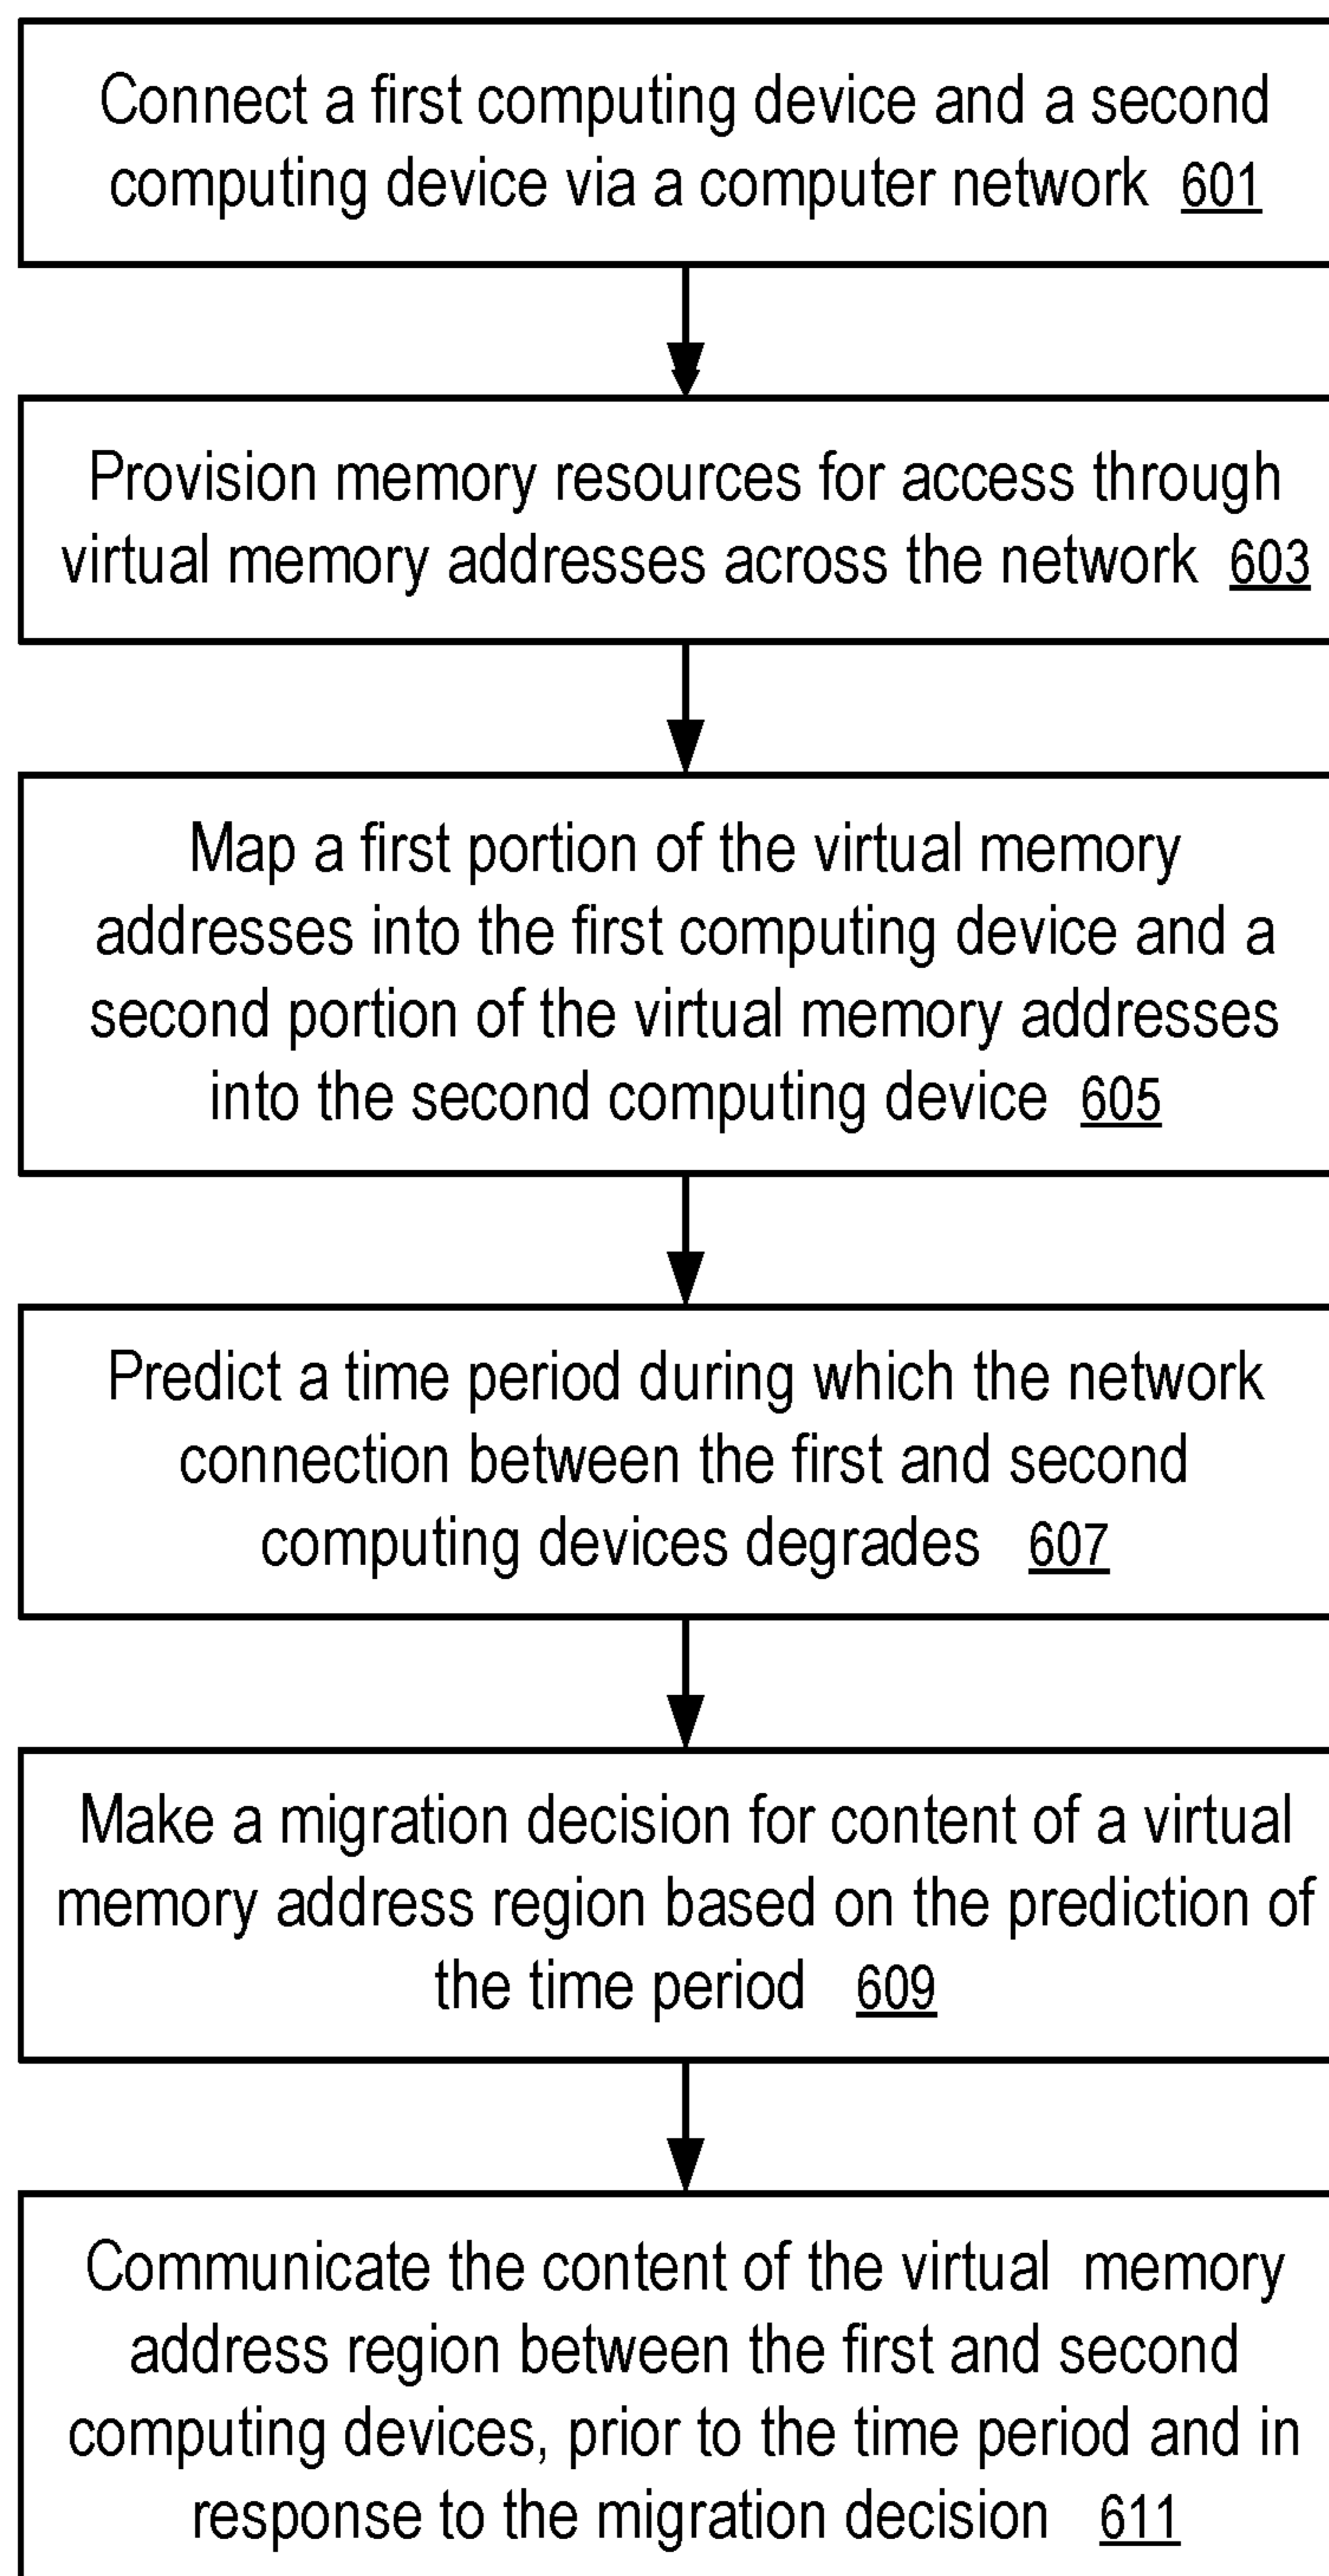 Connect a first computing device and a second
computing device via a computer network 601
Provision memory resources for access through
virtual memory addresses across the network 603
Map a first portion of the virtual memory
addresses into the first computing device and a
second portion of the virtual memory addresses
into the second computing device 605
Predict a time period during which the network
connection between the first and second
computing devices degrades 607
Make a migration decision for content of a virtual
memory address region based on the prediction of
the time period 609
Communicate the content of the virtual memory
address region between the first and second
computing devices, prior to the time period and in
response to the migration decision 611